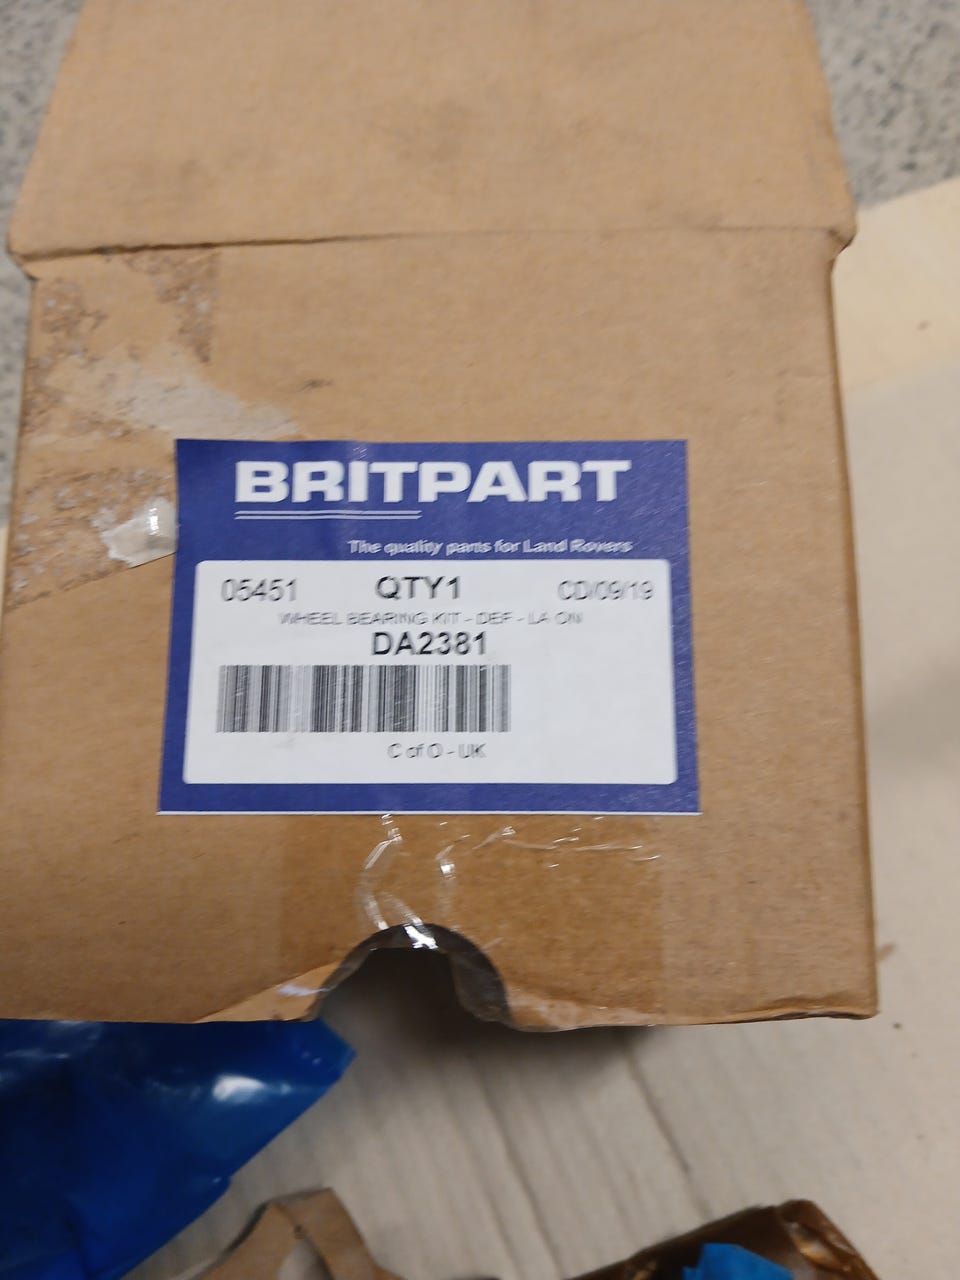 BRITPART
The quality parts for Land Rovers
05451 QTY1 CD/09/19
WHEEL BEARING KIT - DEF - LA ON
DA2381
C of O - UK